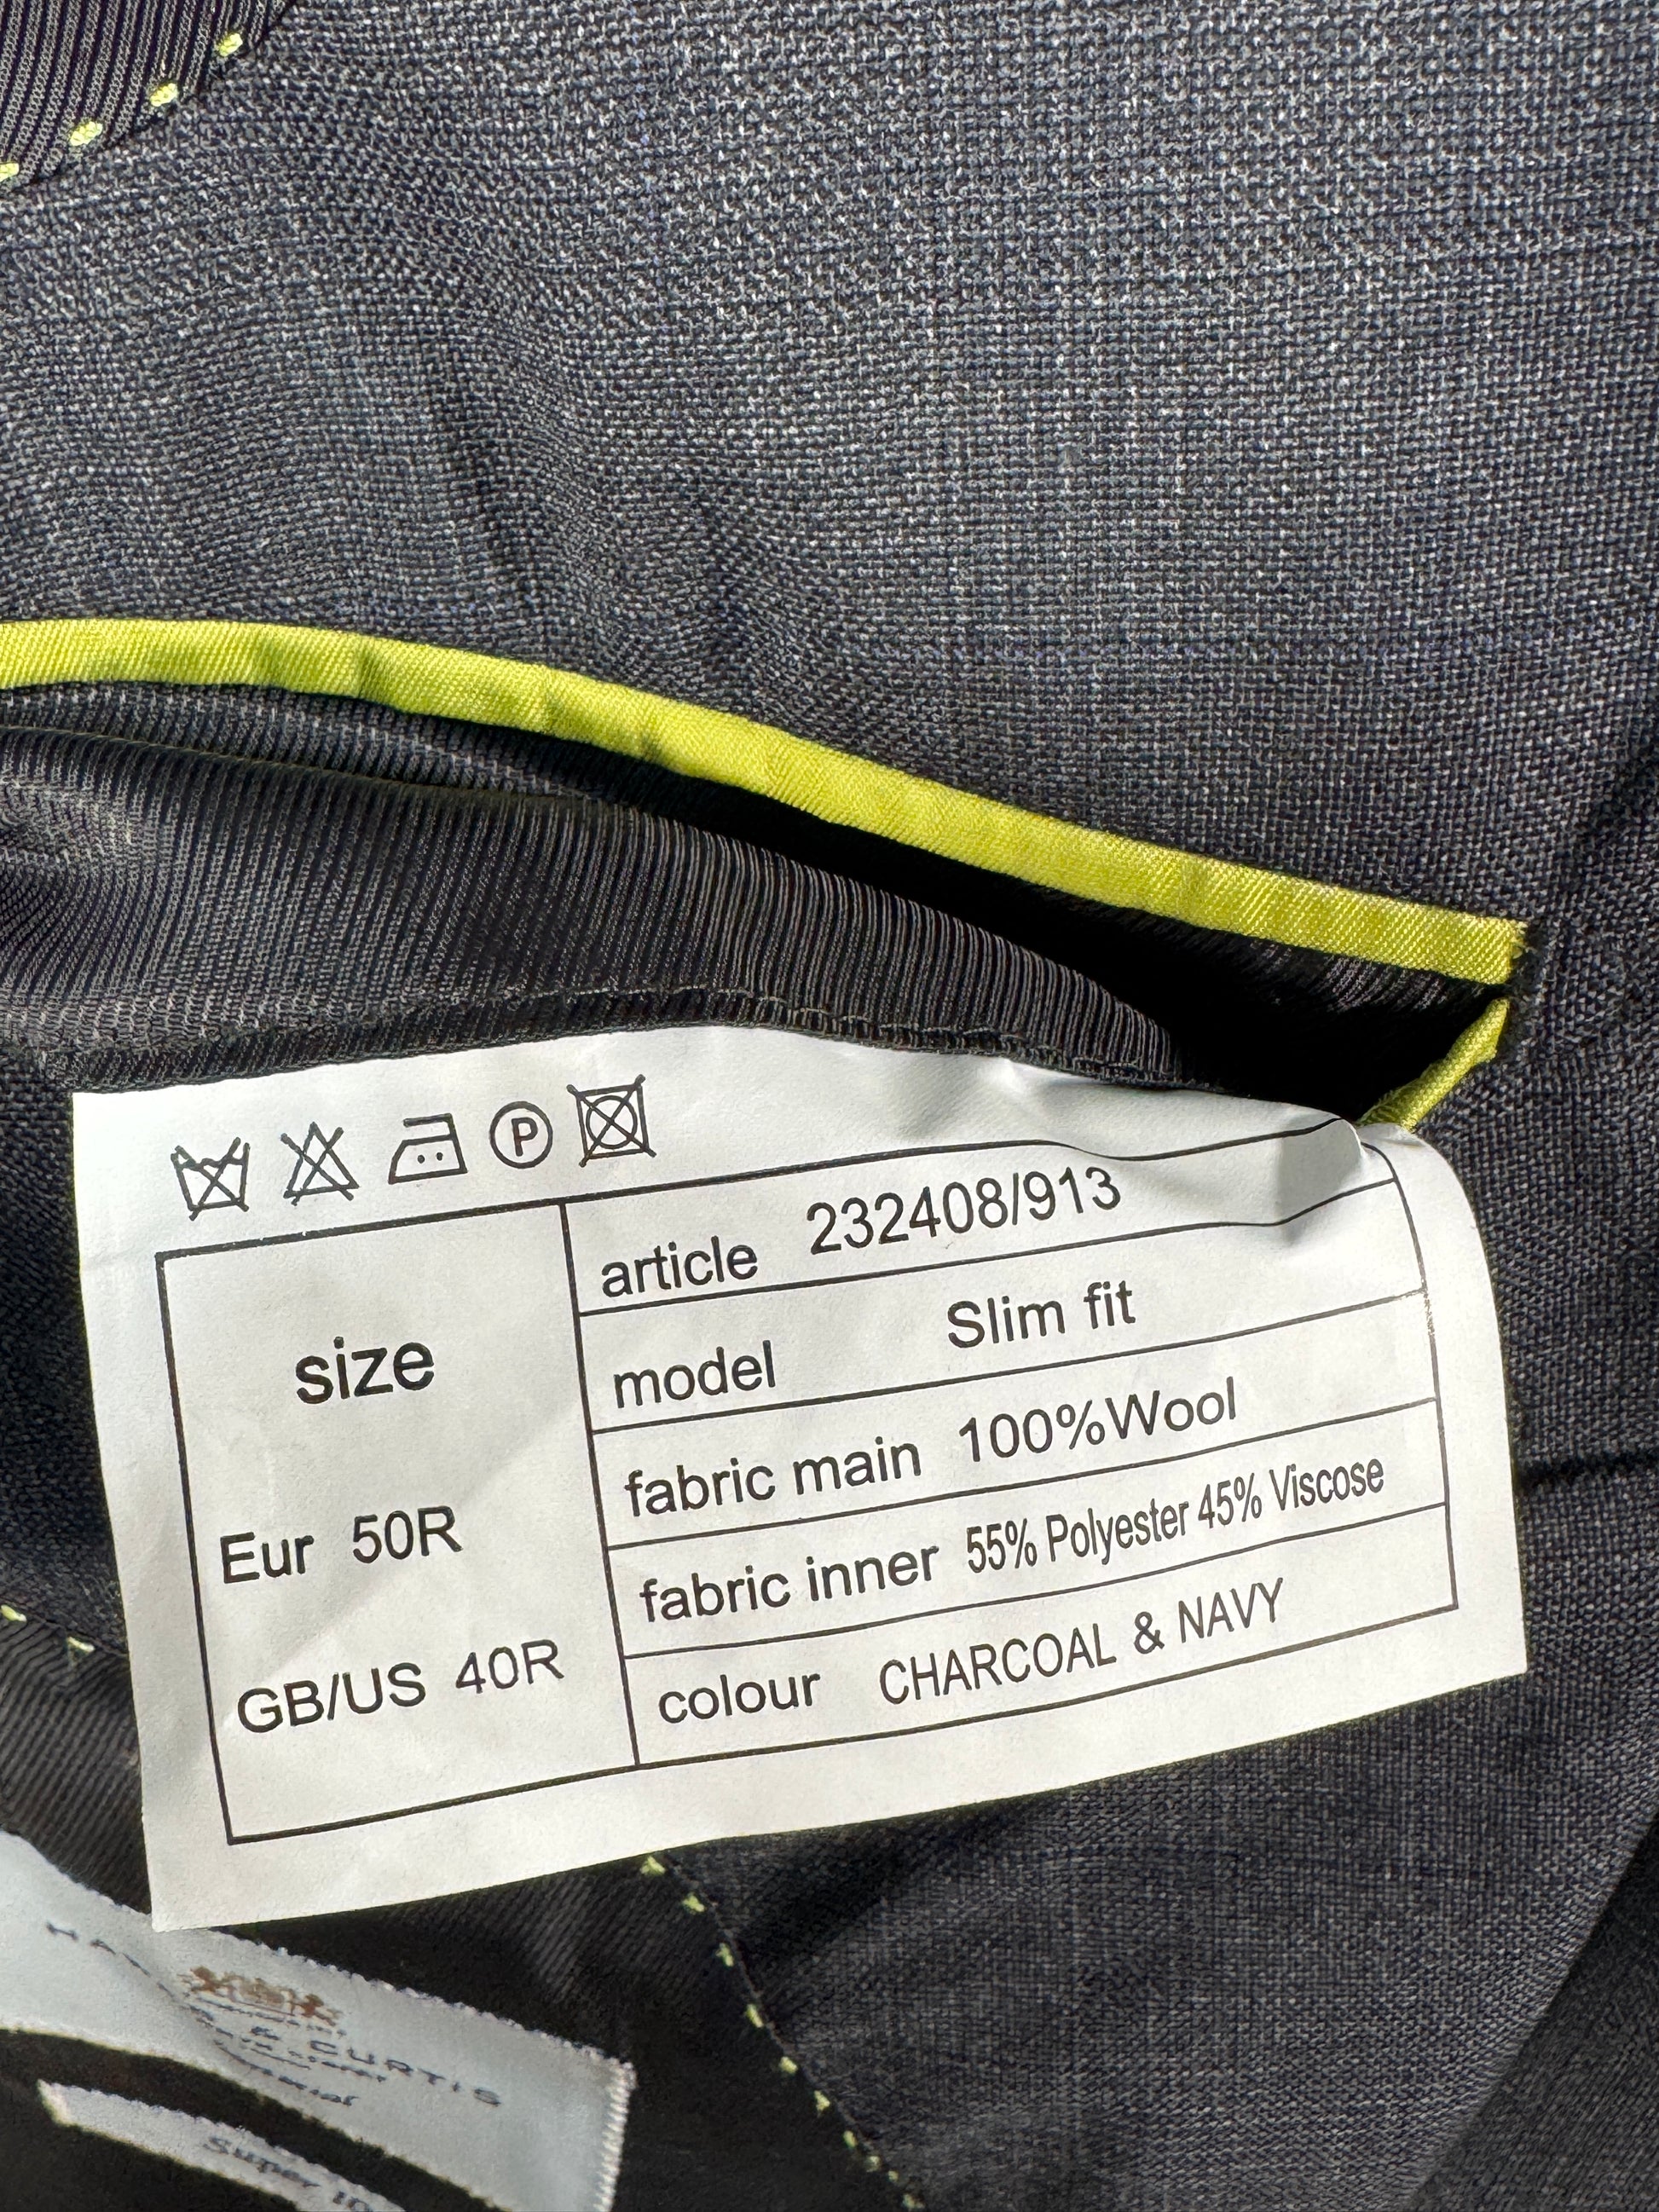 P
article 232408/913
size
model Slim fit
fabric main 100%Wool
Eur 50R
fabric inner 55% Polyester 45% Viscose
GB/US 40R
colour CHARCOAL & NAVY
& CURTIS
Super